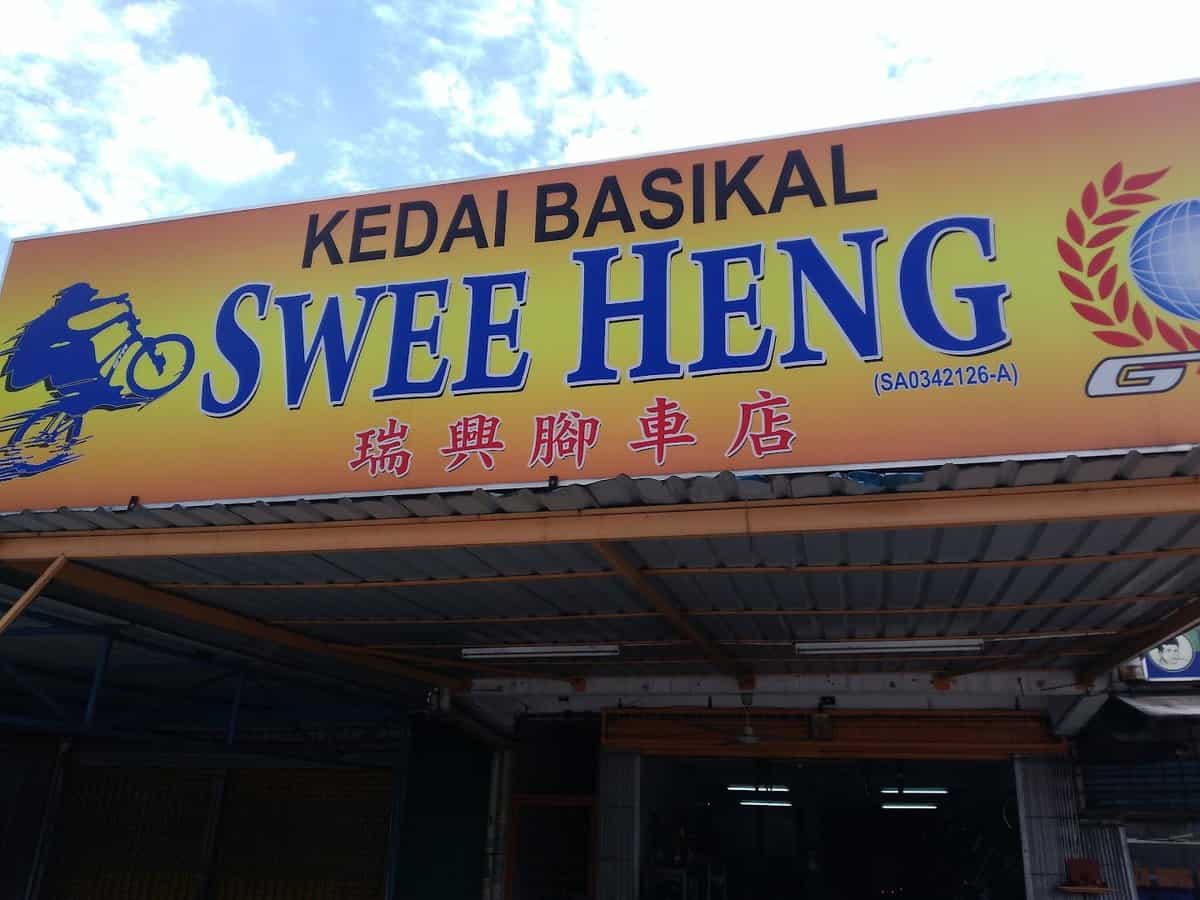 KEDAI BASIKAL
SWEE HENG
(SA0342126-A)
瑞興腳車店